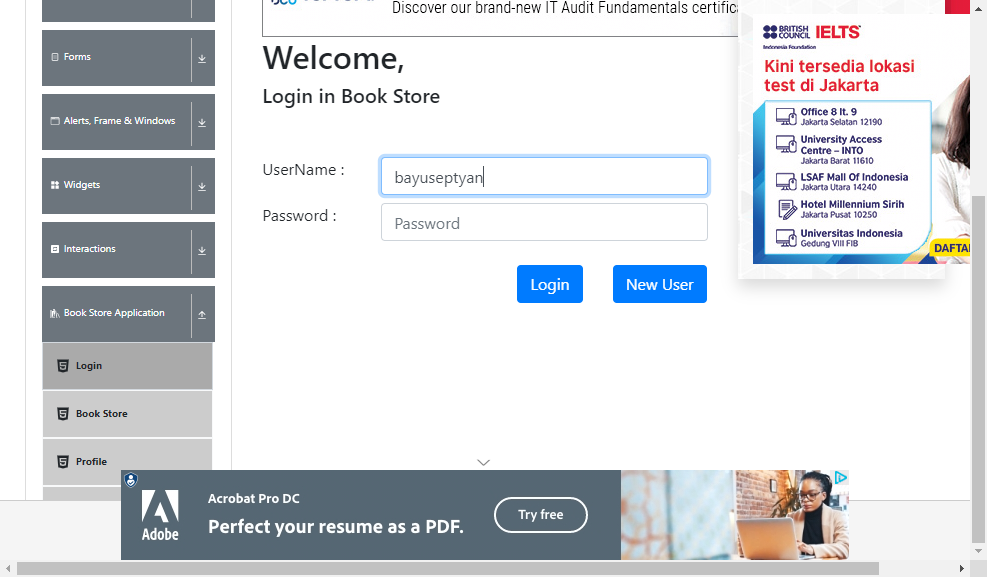 Discover our brand-new IT Audit Fundamentals
Welcome,
Login in Book Store
UserName :
bayuseptyan
Password :
Password
Login
New User
Forms
Alerts, Frame & Windows
Widgets
Interactions
Book Store Application
Login
Book Store
Profile
BRITISH COUNCIL IELTS
Indonesia Foundation
Kini tersedia lokasi
test di Jakarta
Office 8 lt. 9
Jakarta Selatan 12190
University Access
Centre – INTO
Jakarta Barat 11610
LSAF Mall Of Indonesia
Jakarta Utara 14240
Hotel Millennium Sirih
Jakarta Pusat 10250
Universitas Indonesia
Gedung VIII FIB
DAFTA
Adobe
Acrobat Pro DC
Perfect your resume as a PDF.
Try free